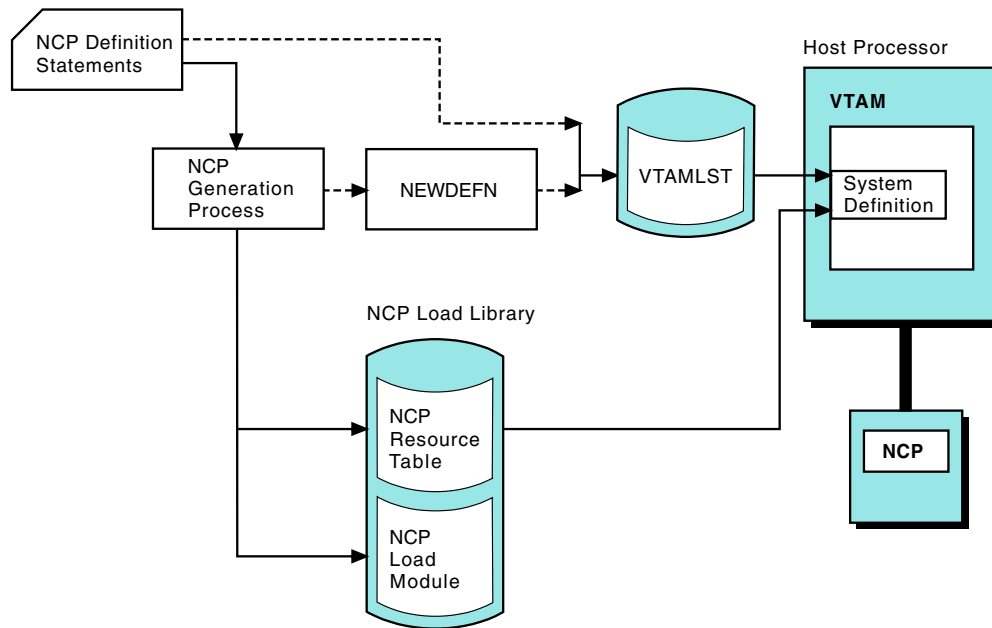 NCP Definition
Statements
Host Processor
VTAM
NCP
Generation
Process
NEWDEFN
VTAMLST
System
Definition
NCP Load Library
NCP
Resource
Table
NCP
NCP
Load
Module